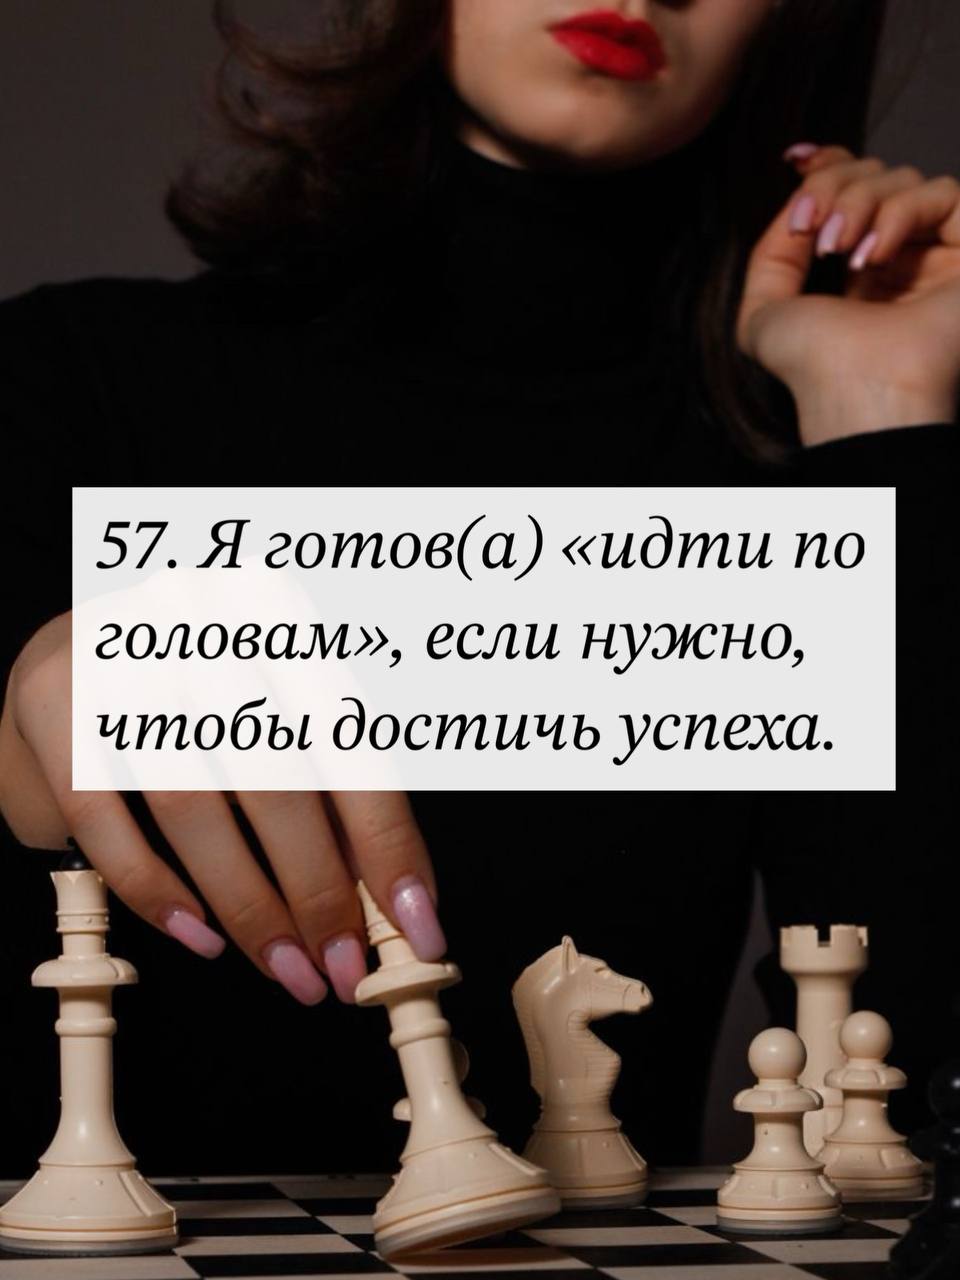 57. Я готов(а) «идти по
головам», если нужно,
чтобы достичь успеха.